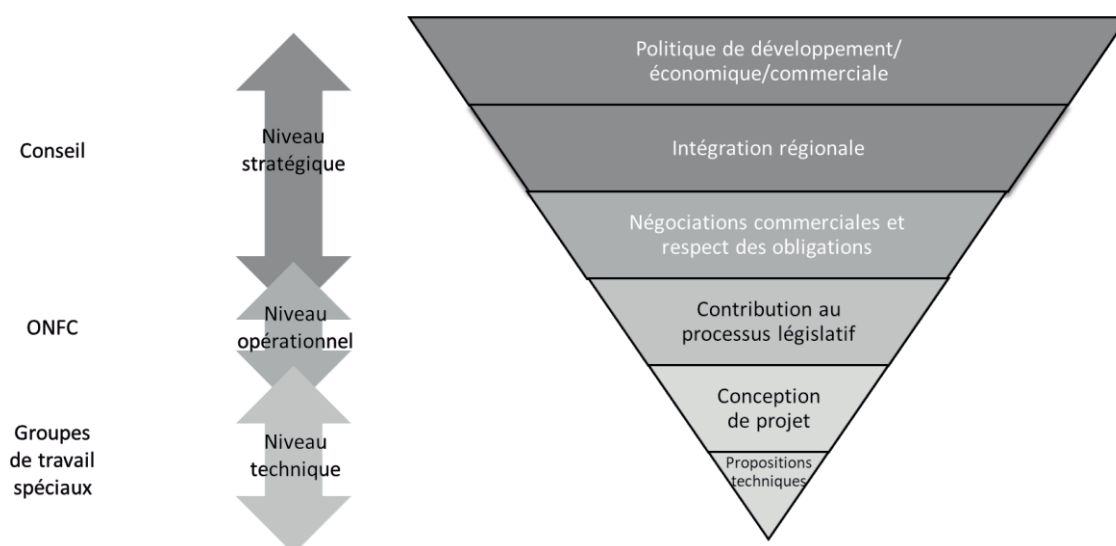 Conseil
Niveau
stratégique
ONFC
Niveau
opérationnel
Groupes
de travail
spéciaux
Niveau
technique
Politique de développement/
économique/commerciale
Intégration régionale
Négociations commerciales et
respect des obligations
Contribution au
processus législatif
Conception
de projet
Propositions
techniques